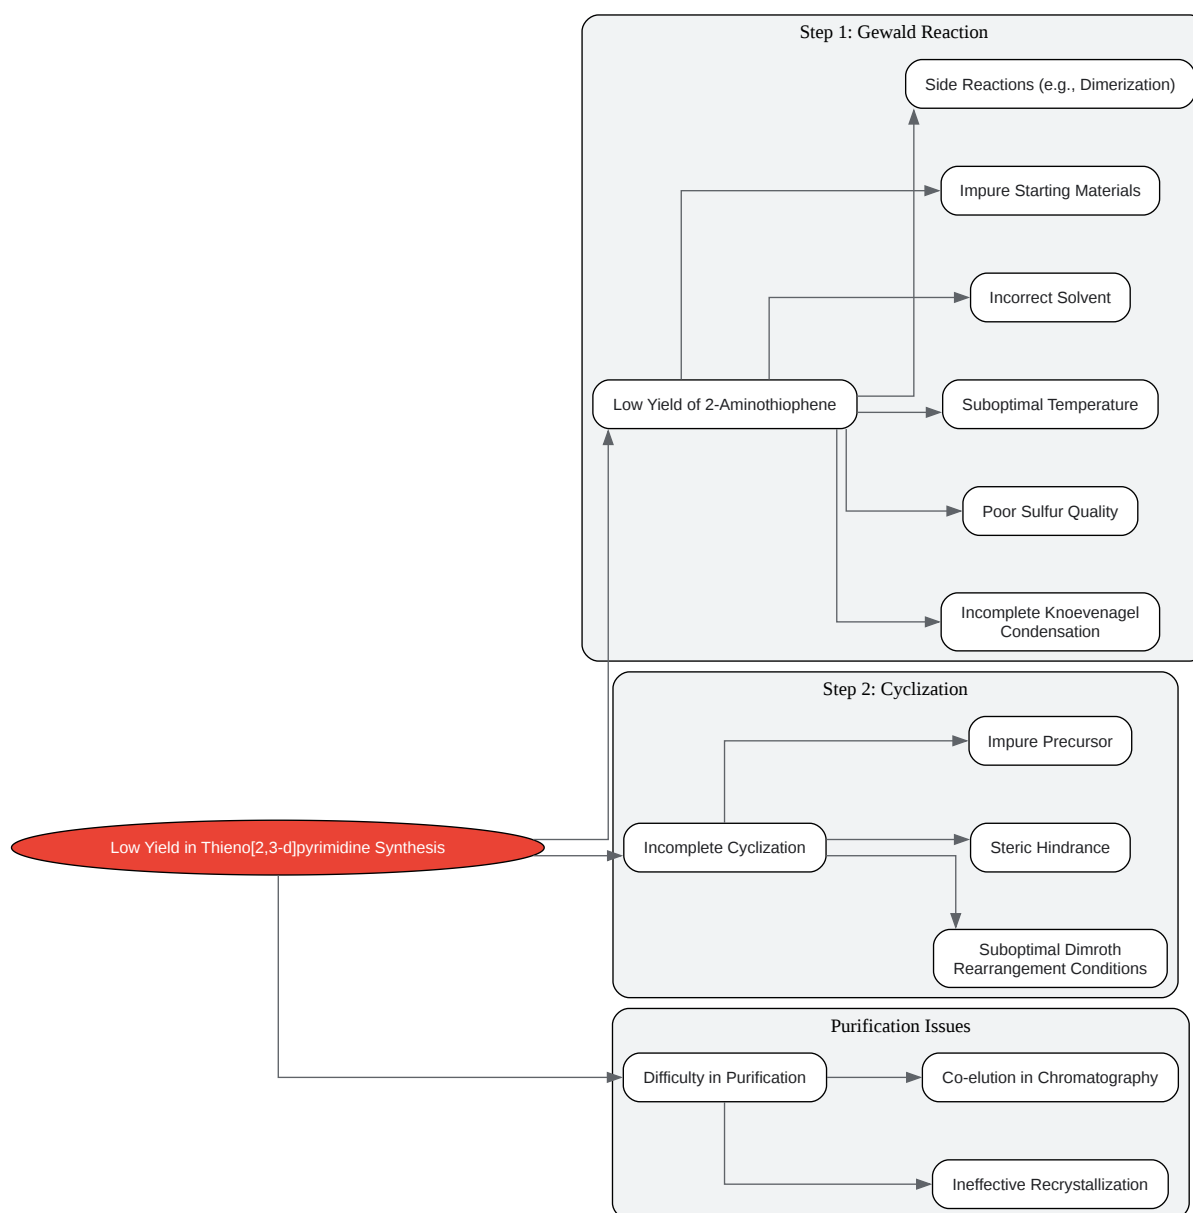 Step 1: Gewald Reaction
Side Reactions (e.g., Dimerization)
Impure Starting Materials
Incorrect Solvent
Low Yield of 2-Aminothiophene
Suboptimal Temperature
Poor Sulfur Quality
Incomplete Knoevenagel
Condensation
Step 2: Cyclization
Impure Precursor
Low Yield in Thieno[2,3-d]pyrimidine Synthesis
Incomplete Cyclization
Steric Hindrance
Suboptimal Dimroth
Rearrangement Conditions
Purification Issues
Difficulty in Purification
Co-elution in Chromatography
Ineffective Recrystallization